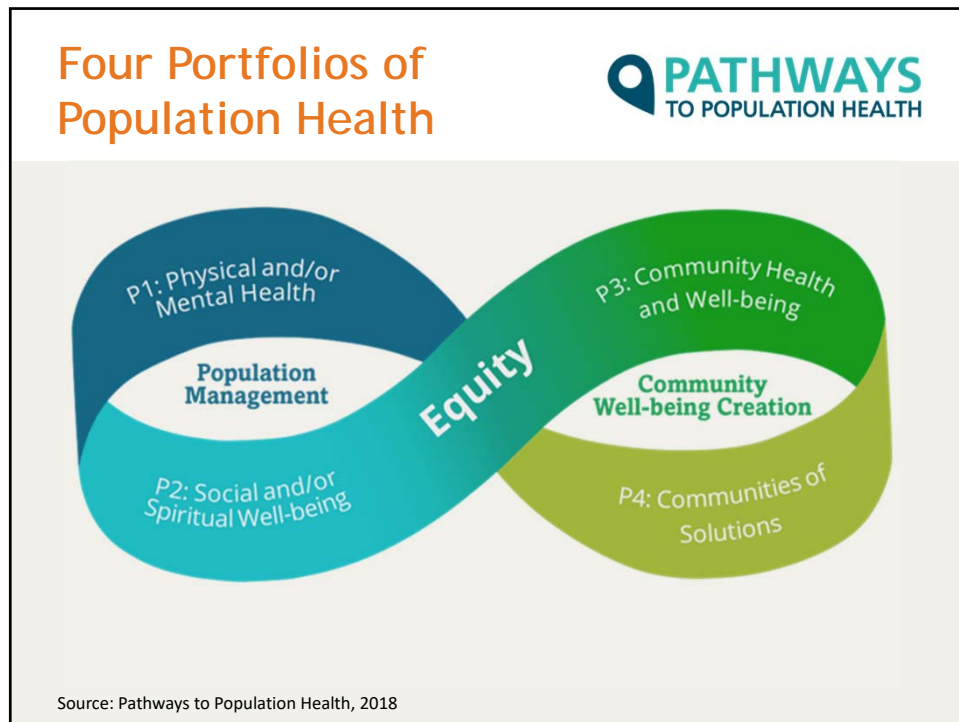 Four Portfolios of
Population Health
PATHWAYS
TO POPULATION HEALTH
P1: Physical and/or
Mental Health
Population
Management
P2: Social and/or
Spiritual Well-being
Equity
P3: Community Health
and Well-being
Community
Well-being Creation
P4: Communities of
Solutions
Source: Pathways to Population Health, 2018